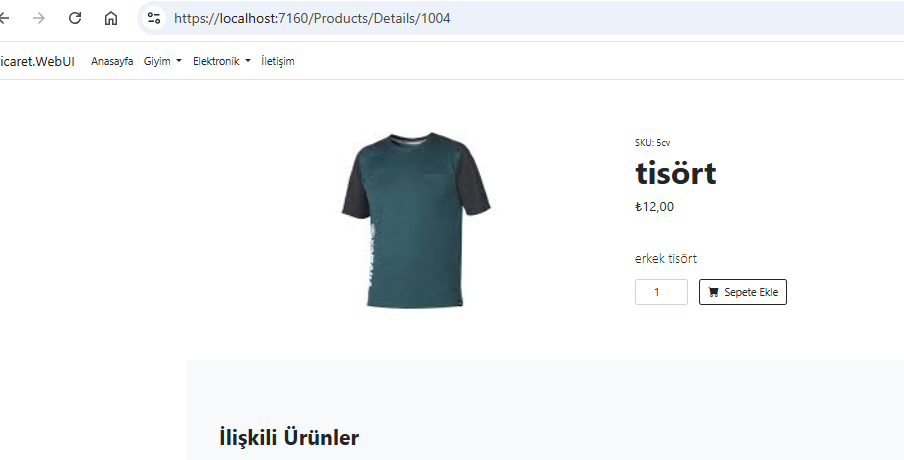 https://localhost:7160/Products/Details/1004
icaret.WebUI Anasayfa Giyim Elektronik İletişim
SKU: 5cv
tisört
₺12,00
erkek tisört
1 Sepete Ekle
İlişkili Ürünler